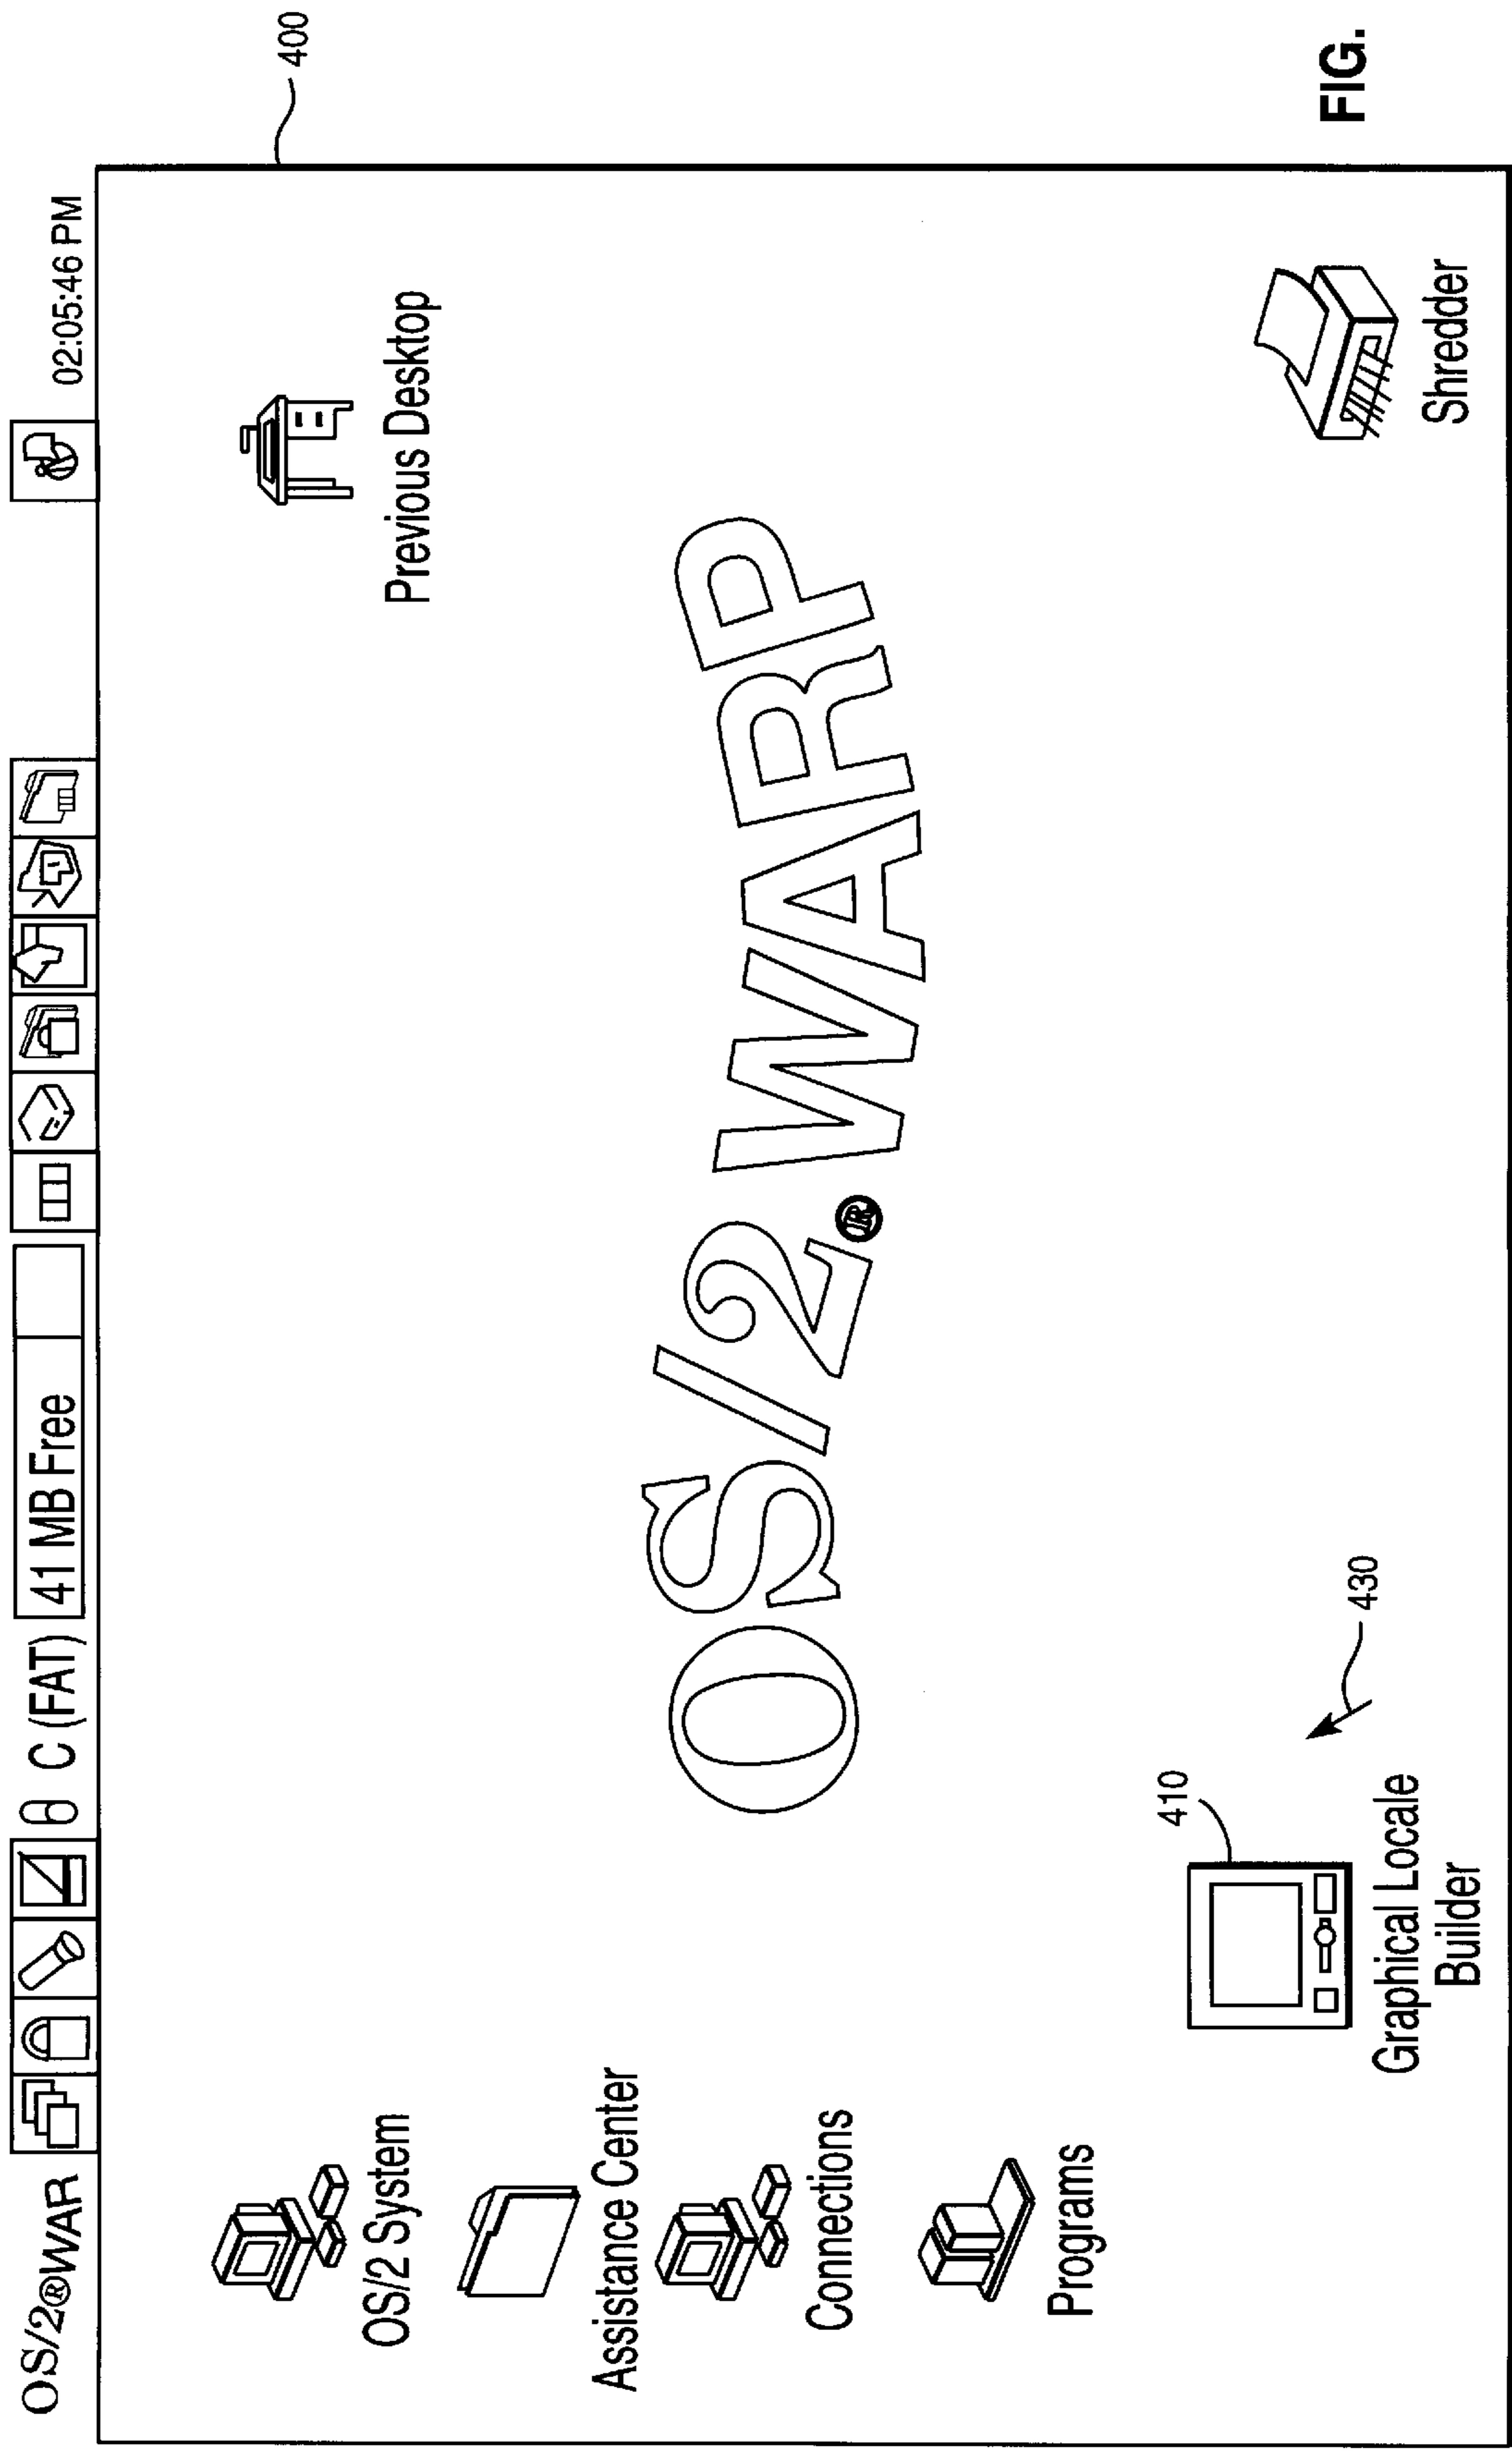 OS/2®WAR
C (FAT) 41 MB Free
02:05:46 PM
400
OS/2 System
Previous Desktop
Assistance Center
OS/2® WARP
Connections
Programs
410
430
Graphical Locale
Builder
Shredder
FIG.